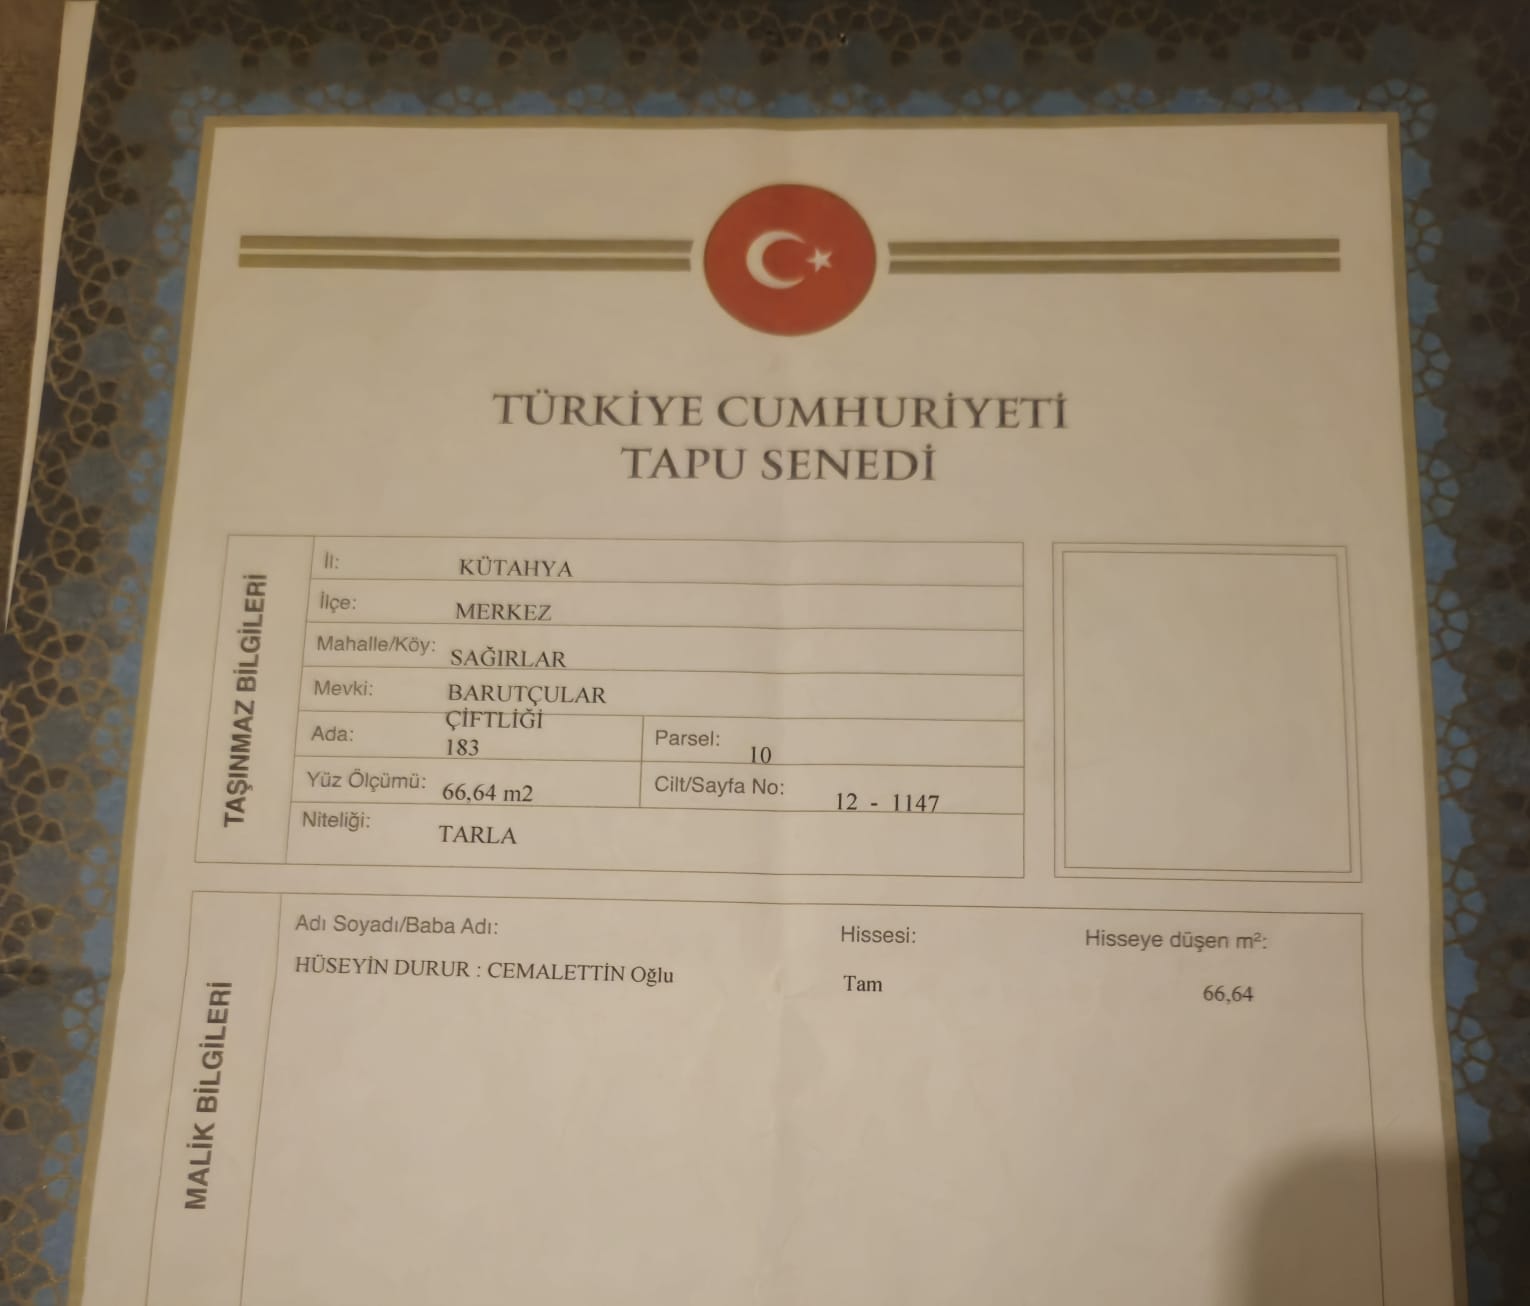 TÜRKİYE CUMHURİYETİ
TAPU SENEDİ
TAŞINMAZ BİLGİLERİ
İl: KÜTAHYA
İlçe: MERKEZ
Mahalle/Köy: SAĞIRLAR
Mevki: BARUTÇULAR
ÇİFTLİĞİ
Ada: 183 Parsel: 10
Yüz Ölçümü: 66,64 m2 Cilt/Sayfa No: 12 - 1147
Niteliği: TARLA
MALİK BİLGİLERİ
Adı Soyadı/Baba Adı: Hissesi: Hisseye düşen m²:
HÜSEYİN DURUR : CEMALETTİN Oğlu Tam 66,64